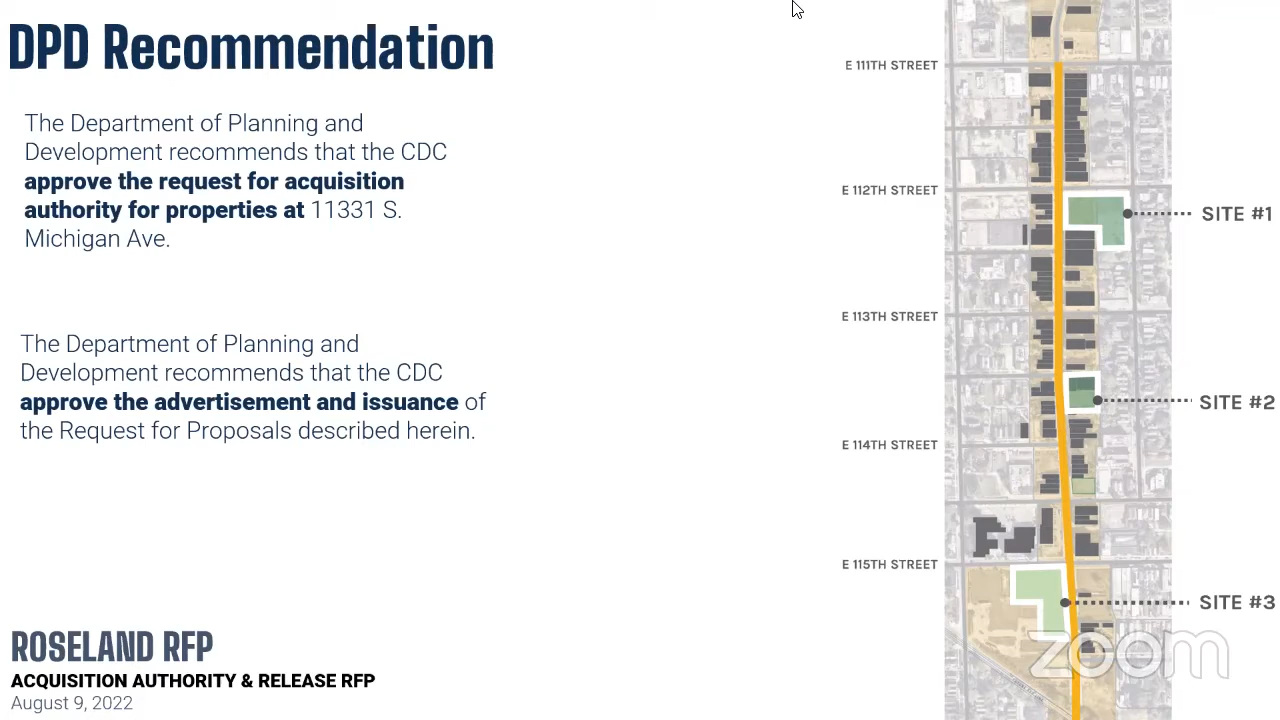 DPD Recommendation
The Department of Planning and
Development recommends that the CDC
approve the request for acquisition
authority for properties at 11331 S.
Michigan Ave.
The Department of Planning and
Development recommends that the CDC
approve the advertisement and issuance of
the Request for Proposals described herein.
ROSELAND RFP
ACQUISITION AUTHORITY & RELEASE RFP
August 9, 2022
E 111TH STREET
E 112TH STREET
SITE #1
E 113TH STREET
SITE #2
E 114TH STREET
E 115TH STREET
SITE #3
zoom